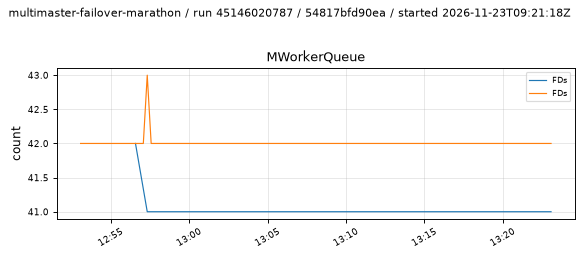 multimaster-failover-marathon / run 45146020787 / 54817bfd90ea / started 2026-11-23T09:21:18Z
MWorkerQueue
FDs
FDs
count
43.0
42.5
42.0
41.5
41.0
12:55
13:00
13:05
13:10
13:15
13:20